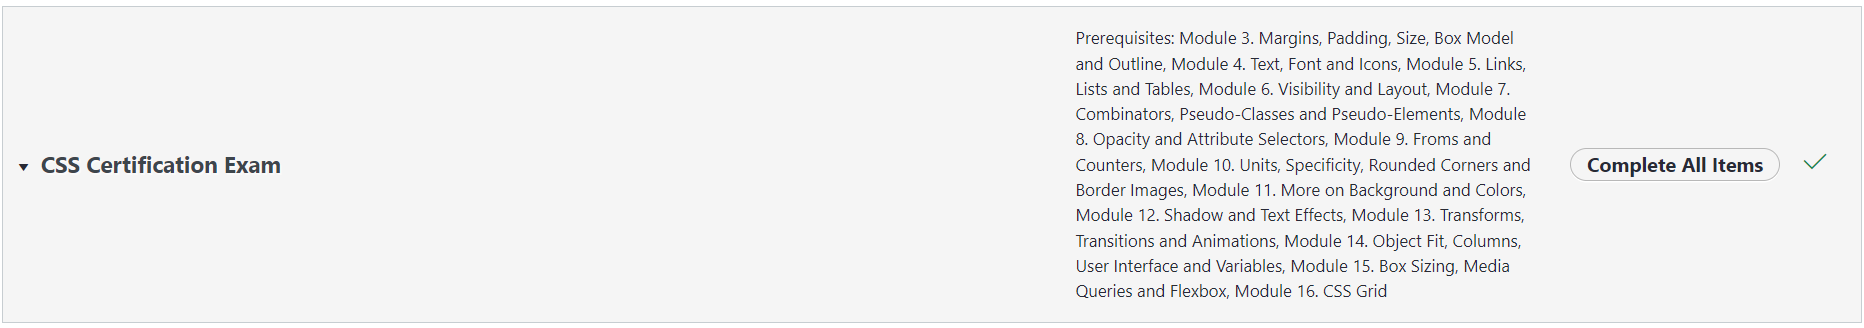 CSS Certification Exam
Prerequisites: Module 3. Margins, Padding, Size, Box Model
and Outline, Module 4. Text, Font and Icons, Module 5. Links,
Lists and Tables, Module 6. Visibility and Layout, Module 7.
Combinators, Pseudo-Classes and Pseudo-Elements, Module
8. Opacity and Attribute Selectors, Module 9. Froms and
Counters, Module 10. Units, Specificity, Rounded Corners and
Border Images, Module 11. More on Background and Colors,
Module 12. Shadow and Text Effects, Module 13. Transforms,
Transitions and Animations, Module 14. Object Fit, Columns,
User Interface and Variables, Module 15. Box Sizing, Media
Queries and Flexbox, Module 16. CSS Grid
Complete All Items